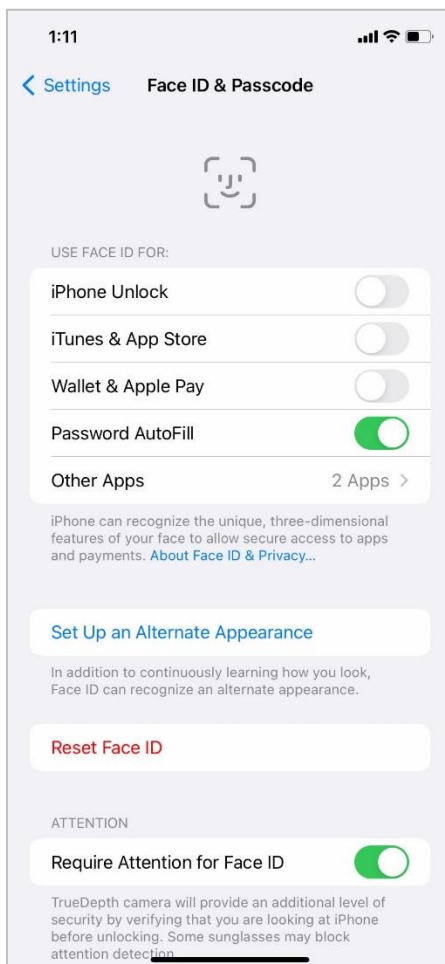 1:11
Settings
Face ID & Passcode
USE FACE ID FOR:
iPhone Unlock
iTunes & App Store
Wallet & Apple Pay
Password AutoFill
Other Apps 2 Apps
iPhone can recognize the unique, three-dimensional
features of your face to allow secure access to apps
and payments. About Face ID & Privacy...
Set Up an Alternate Appearance
In addition to continuously learning how you look,
Face ID can recognize an alternate appearance.
Reset Face ID
ATTENTION
Require Attention for Face ID
TrueDepth camera will provide an additional level of
security by verifying that you are looking at iPhone
before unlocking. Some sunglasses may block
attention detection